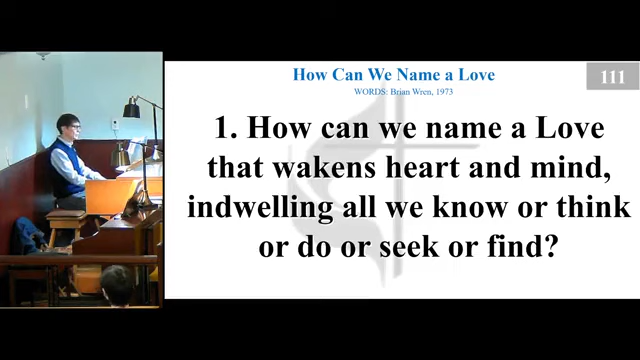 How Can We Name a Love
WORDS: Brian Wren, 1973
111
1. How can we name a Love
that wakens heart and mind,
indwelling all we know or think
or do or seek or find?